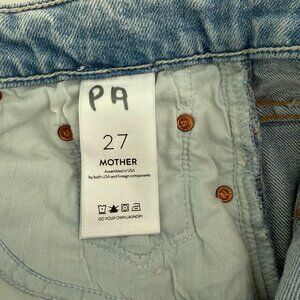 PA
27
MOTHER
Assembled in USA
by both USA and foreign components
DO YOUR OWN LAUNDRY